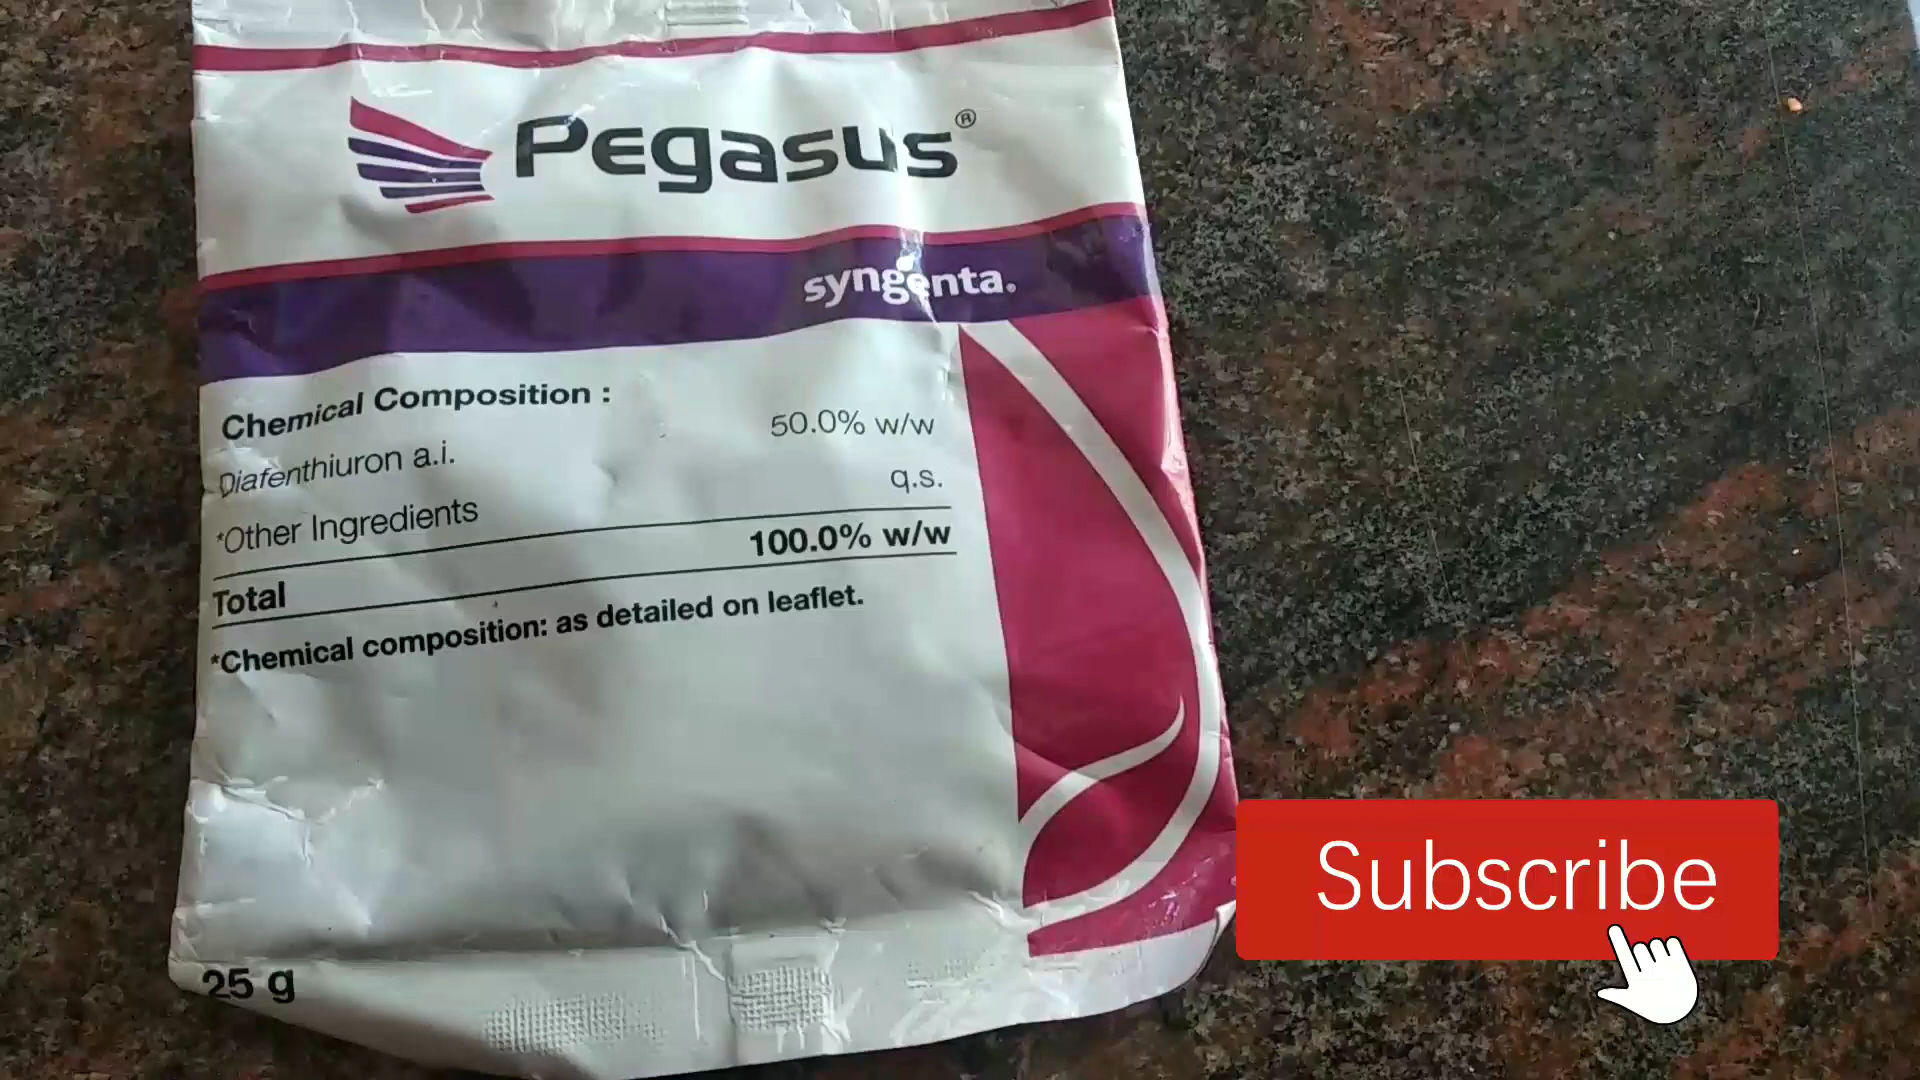 Pegasus®
syngenta.
Chemical Composition :
Diafenthiuron a.i. 50.0% w/w
*Other Ingredients q.s.
Total 100.0% w/w
*Chemical composition: as detailed on leaflet.
25 g
Subscribe